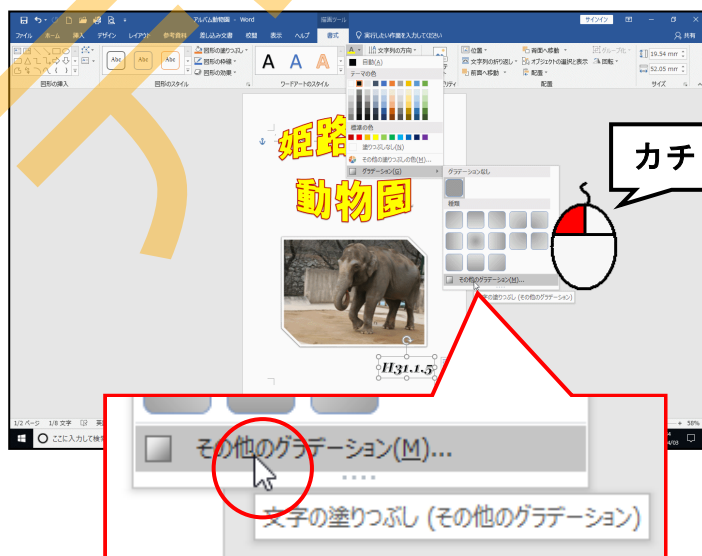 アルバム動物園 - Word
描画ツール
サインイン
ファイル ホーム 挿入 デザイン レイアウト 参考資料 差し込み文書 校閲 表示 ヘルプ 書式 実行したい作業を入力してください 共有
図形の塗りつぶし
図形の枠線
図形の効果
Abc Abc Abc
A A A
A 文字列の方向
位置
文字列の折り返し
前面へ移動
背面へ移動
オブジェクトの選択と表示
配置
グループ化
回転
19.54 mm
52.05 mm
図形の挿入 図形のスタイル ワードアートのスタイル 配置 サイズ
自動(A)
テーマの色
標準の色
塗りつぶしなし(N)
その他の塗りつぶしの色(M)...
グラデーション(G)
グラデーションなし
種類
その他のグラデーション(M)...
文字の塗りつぶし (その他のグラデーション)
カチ
姫路
動物園
H31.1.5
1/2 ページ 1/8 文字
50%
ここに入力して検
その他のグラデーション(M)...
文字の塗りつぶし (その他のグラデーション)